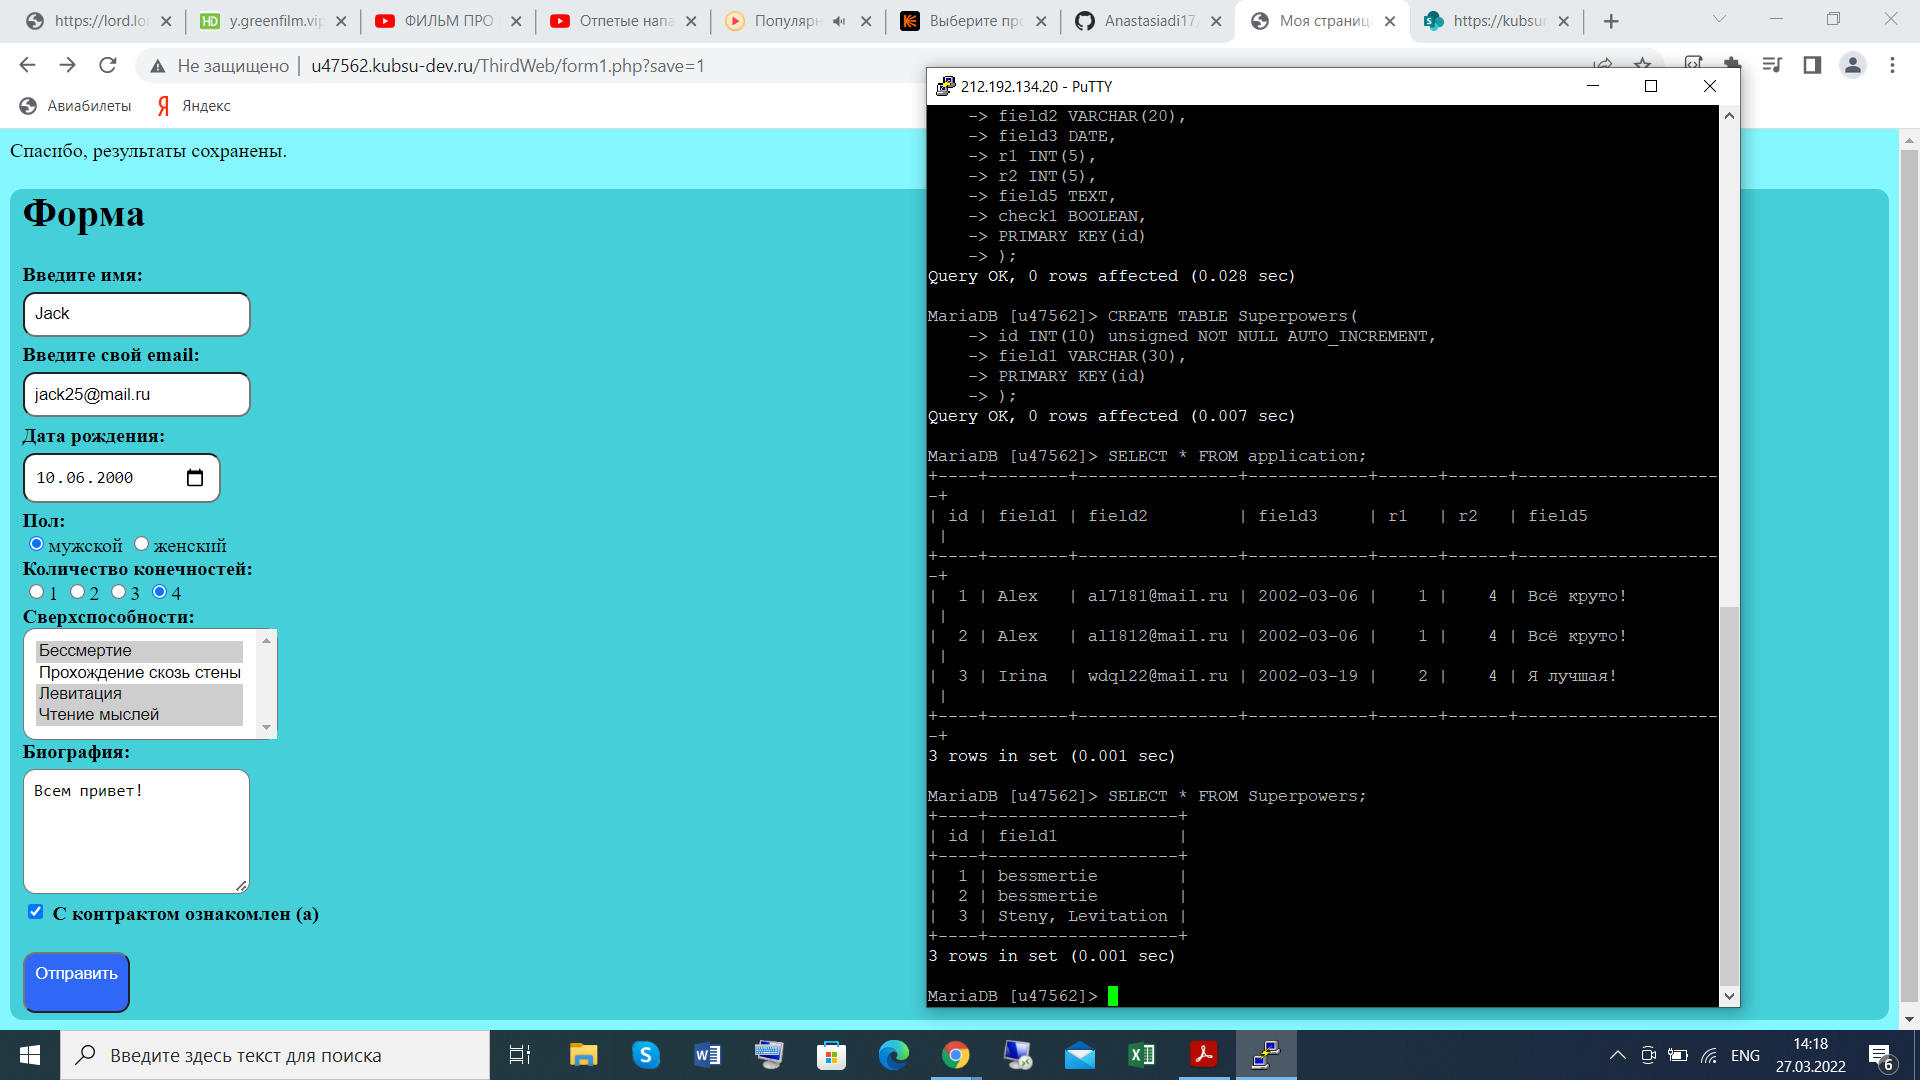 https://lord.lor
y.greenfilm.vip
ФИЛЬМ ПРО
Отпетые напа
Популярн
Выберите про
Anastasiadi17/
Моя страница
https://kubsur
Не защищено
u47562.kubsu-dev.ru/ThirdWeb/form1.php?save=1
Авиабилеты
Яндекс
Спасибо, результаты сохранены.
Форма
Введите имя:
Jack
Введите свой email:
jack25@mail.ru
Дата рождения:
10.06.2000
Пол:
мужской женский
Количество конечностей:
1 2 3 4
Сверхспособности:
Бессмертие
Прохождение скозь стены
Левитация
Чтение мыслей
Биография:
Всем привет!
С контрактом ознакомлен (а)
Отправить
212.192.134.20 - PuTTY
-> field2 VARCHAR(20),
-> field3 DATE,
-> r1 INT(5),
-> r2 INT(5),
-> field5 TEXT,
-> check1 BOOLEAN,
-> PRIMARY KEY(id)
-> );
Query OK, 0 rows affected (0.028 sec)
MariaDB [u47562]> CREATE TABLE Superpowers(
-> id INT(10) unsigned NOT NULL AUTO_INCREMENT,
-> field1 VARCHAR(30),
-> PRIMARY KEY(id)
-> );
Query OK, 0 rows affected (0.007 sec)
MariaDB [u47562]> SELECT * FROM application;
+----+--------+----------------+------------+------+------+--------------------
-+
| id | field1 | field2         | field3     | r1   | r2   | field5
|
+----+--------+----------------+------------+------+------+--------------------
-+
|  1 | Alex   | al7181@mail.ru | 2002-03-06 |    1 |    4 | Всё круто!
|
|  2 | Alex   | al1812@mail.ru | 2002-03-06 |    1 |    4 | Всё круто!
|
|  3 | Irina  | wdql22@mail.ru | 2002-03-19 |    2 |    4 | Я лучшая!
|
+----+--------+----------------+------------+------+------+--------------------
-+
3 rows in set (0.001 sec)
MariaDB [u47562]> SELECT * FROM Superpowers;
+----+-------------------+
| id | field1            |
+----+-------------------+
|  1 | bessmertie        |
|  2 | bessmertie        |
|  3 | Steny, Levitation |
+----+-------------------+
3 rows in set (0.001 sec)
MariaDB [u47562]>
Введите здесь текст для поиска
ENG
14:18
27.03.2022
6